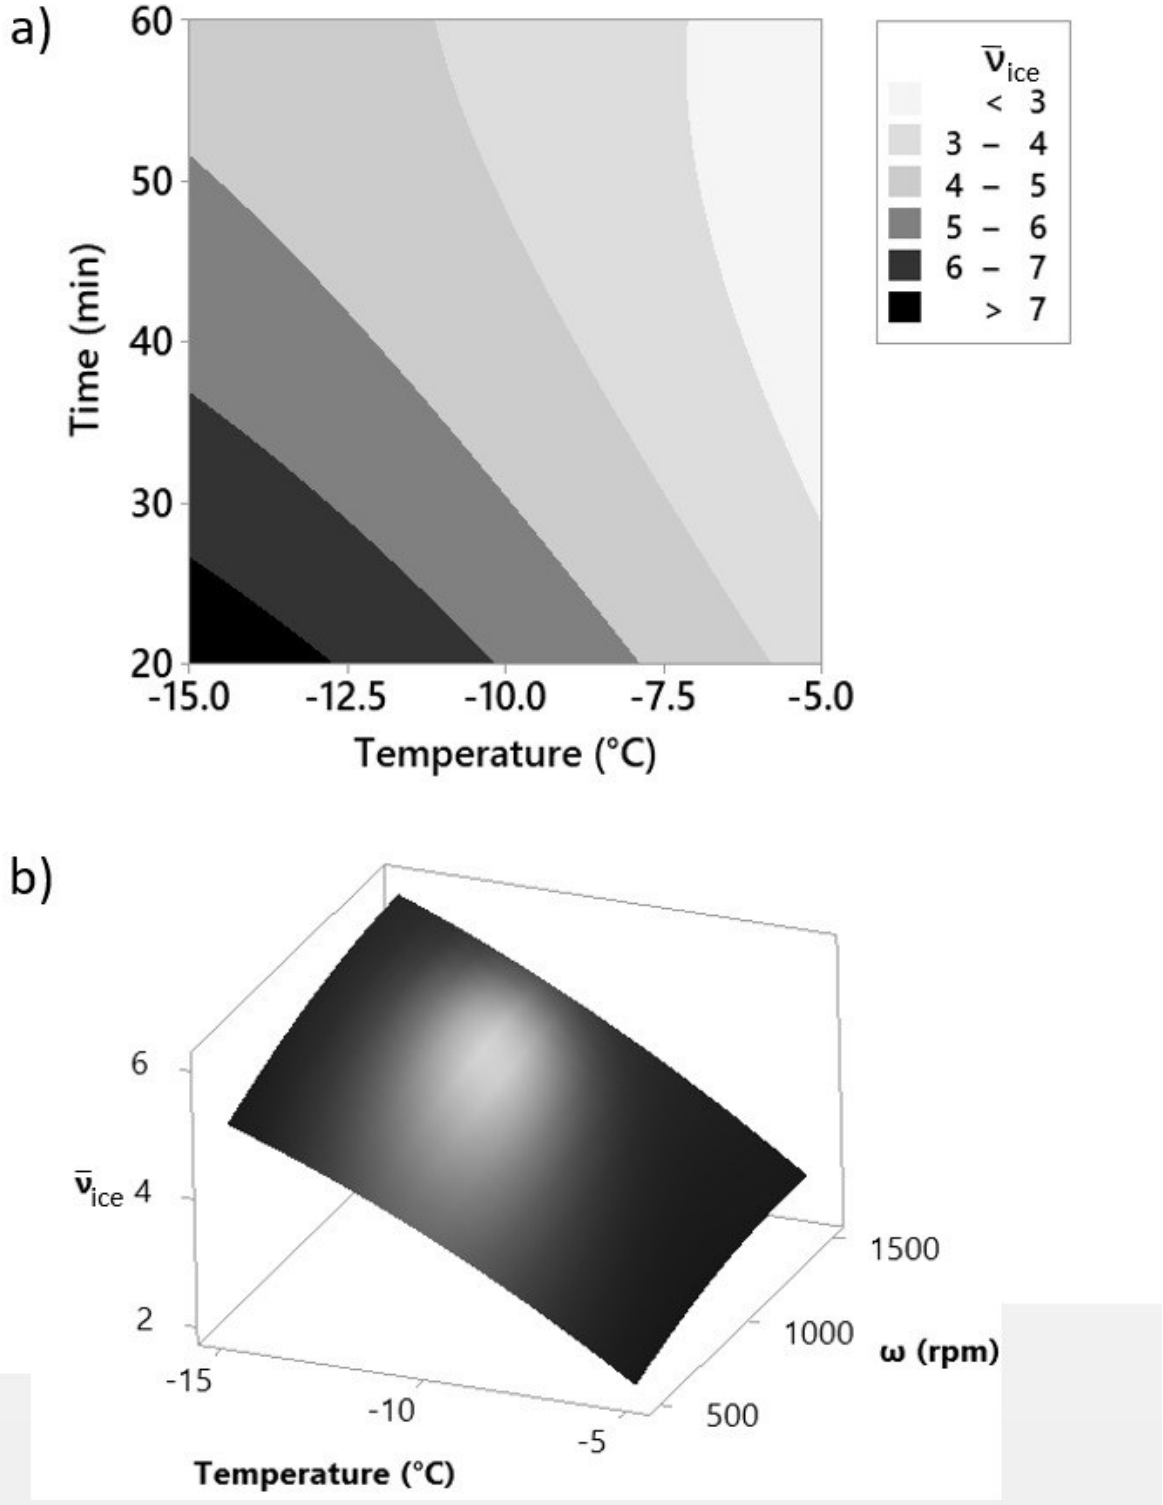 a)
60
50
40
30
20
Time (min)
-15.0 -12.5 -10.0 -7.5 -5.0
Temperature (°C)
ν̅ice
< 3
3 – 4
4 – 5
5 – 6
6 – 7
> 7
b)
6
4
2
ν̅ice
-15
-10
-5
Temperature (°C)
1500
1000
500
ω (rpm)